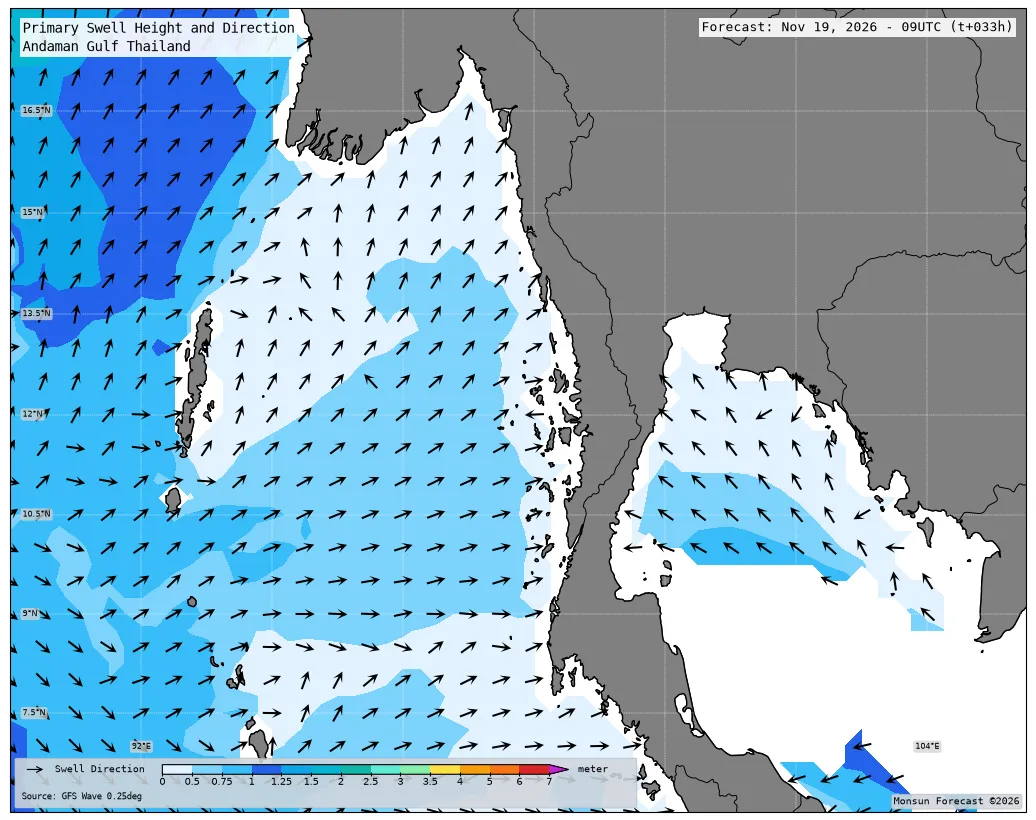 Primary Swell Height and Direction
Andaman Gulf Thailand
Forecast: Nov 19, 2026 - 09UTC (t+033h)
16.5°N
15°N
13.5°N
12°N
10.5°N
9°N
7.5°N
92°E
104°E
Swell Direction
meter
0 0.5 0.75 1 1.25 1.5 2 2.5 3 3.5 4 5 6 7
Source: GFS Wave 0.25deg
Monsun Forecast ©2026